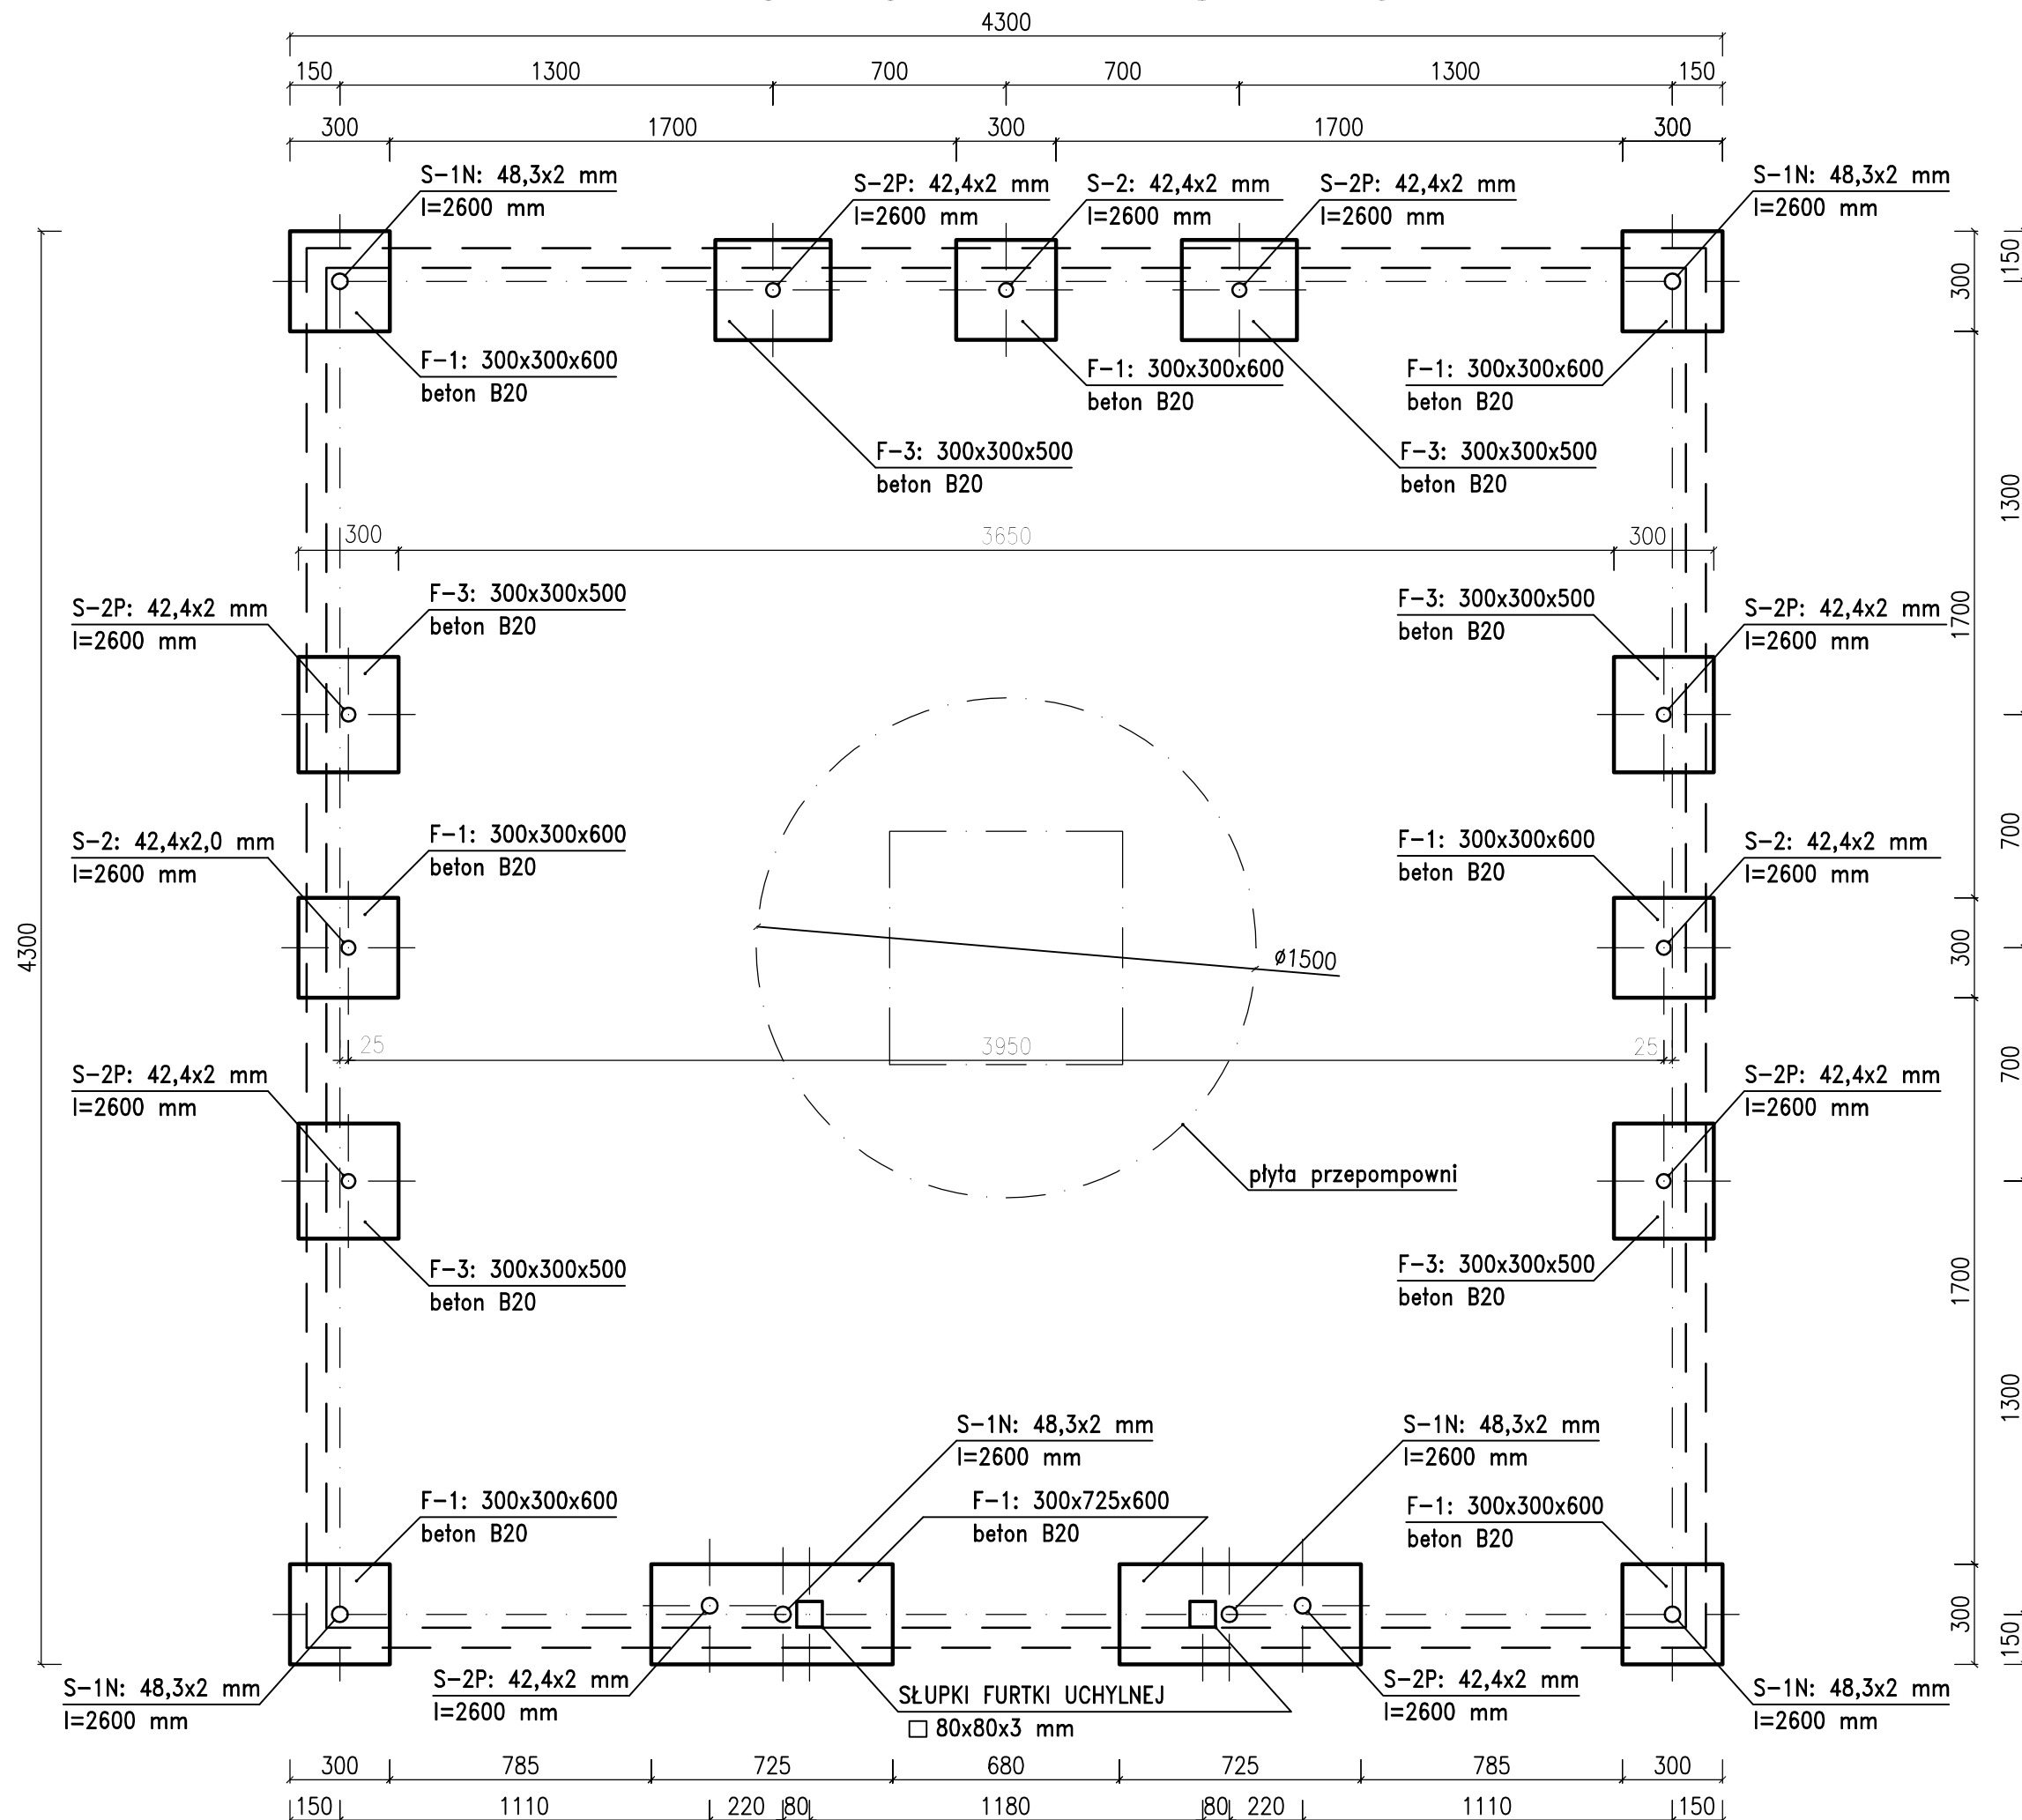 4300
150 1300 700 700 1300 150
300 1700 300 1700 300
S-1N: 48,3x2 mm
l=2600 mm
S-2P: 42,4x2 mm
l=2600 mm
S-2: 42,4x2 mm
l=2600 mm
S-2P: 42,4x2 mm
l=2600 mm
S-1N: 48,3x2 mm
l=2600 mm
150
300
F-1: 300x300x600
beton B20
F-1: 300x300x600
beton B20
F-1: 300x300x600
beton B20
F-3: 300x300x500
beton B20
F-3: 300x300x500
beton B20
1300
300 3650 300
S-2P: 42,4x2 mm
l=2600 mm
F-3: 300x300x500
beton B20
F-3: 300x300x500
beton B20
S-2P: 42,4x2 mm
l=2600 mm
1700
S-2: 42,4x2,0 mm
l=2600 mm
F-1: 300x300x600
beton B20
F-1: 300x300x600
beton B20
S-2: 42,4x2 mm
l=2600 mm
700
4300
ø1500
300
25 3950 25
700
S-2P: 42,4x2 mm
l=2600 mm
S-2P: 42,4x2 mm
l=2600 mm
płyta przepompowni
F-3: 300x300x500
beton B20
F-3: 300x300x500
beton B20
1700
1300
S-1N: 48,3x2 mm
l=2600 mm
S-1N: 48,3x2 mm
l=2600 mm
F-1: 300x300x600
beton B20
F-1: 300x725x600
beton B20
F-1: 300x300x600
beton B20
300
150
S-1N: 48,3x2 mm
l=2600 mm
S-2P: 42,4x2 mm
l=2600 mm
SŁUPKI FURTKI UCHYLNEJ
□ 80x80x3 mm
S-2P: 42,4x2 mm
l=2600 mm
S-1N: 48,3x2 mm
l=2600 mm
300 785 725 680 725 785 300
150 1110 220 80 1180 80 220 1110 150